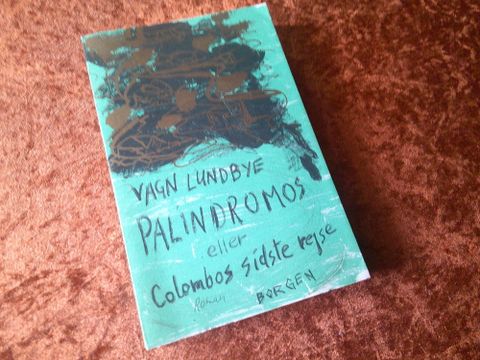 VAGN LUNDBYE
PALINDROMOS
eller
Colombos sidste rejse
roman
BORGEN